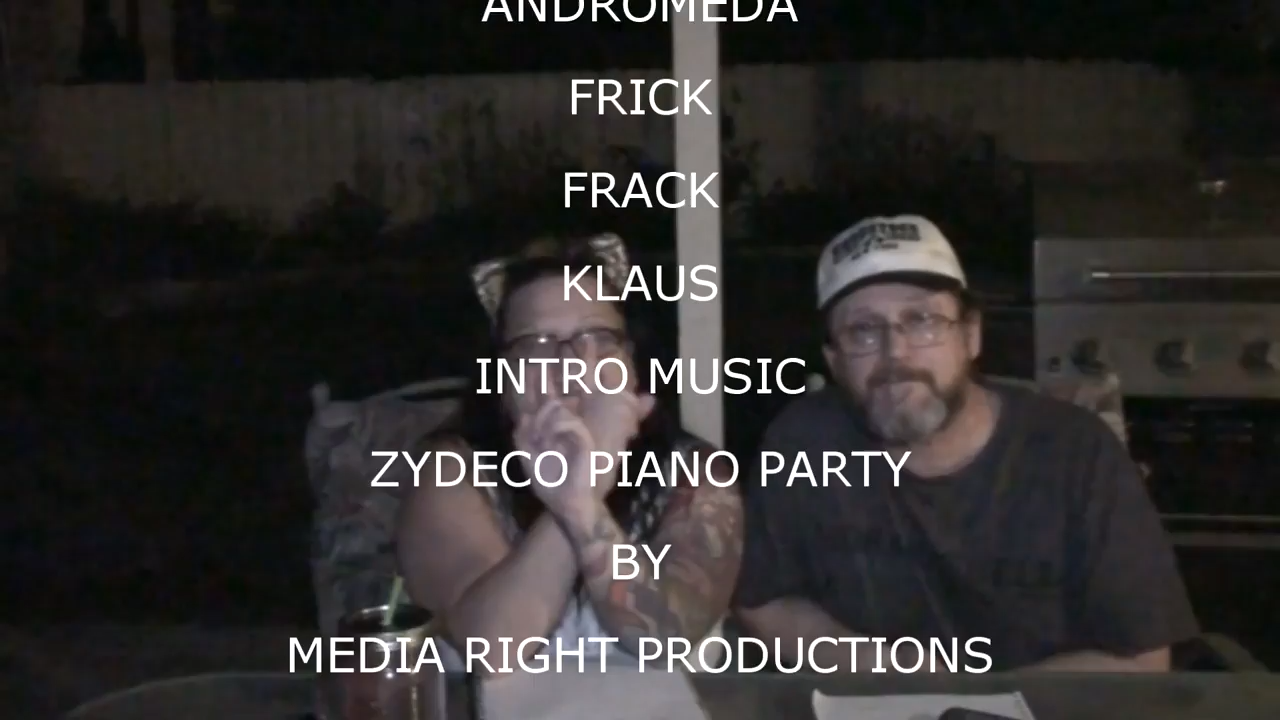 ANDROMEDA
FRICK
FRACK
KLAUS
INTRO MUSIC
ZYDECO PIANO PARTY
BY
MEDIA RIGHT PRODUCTIONS